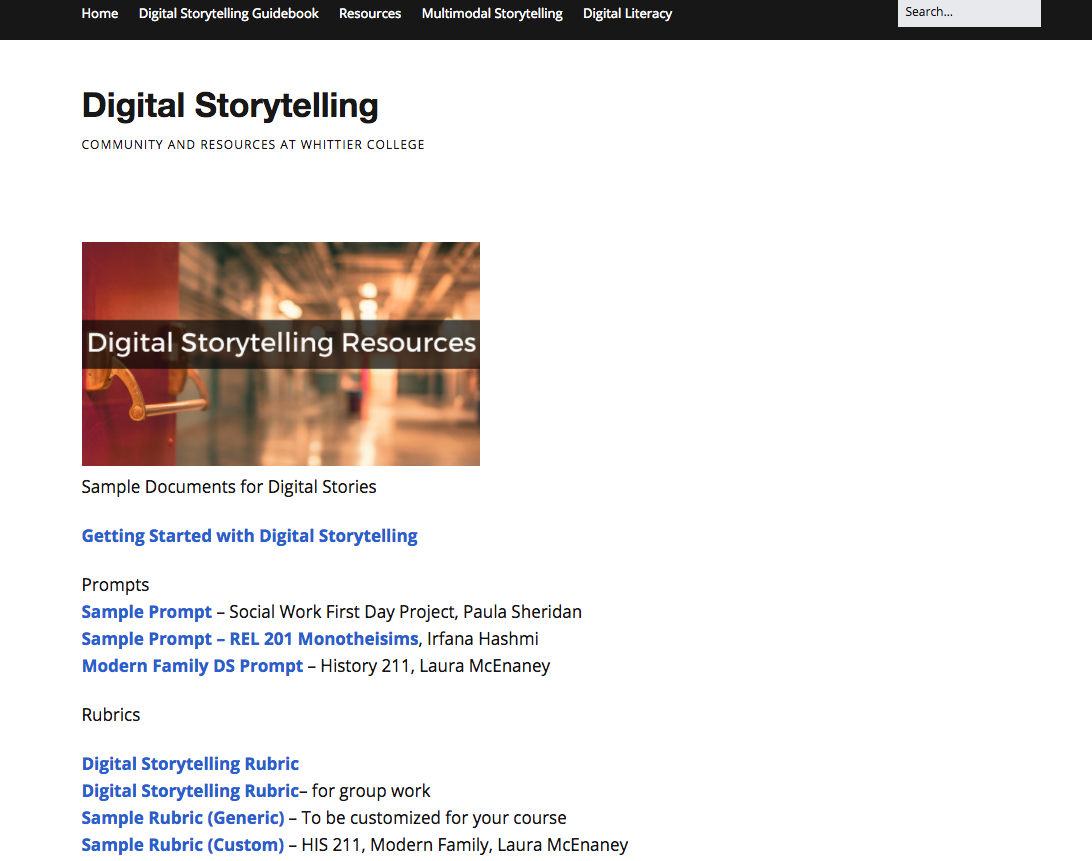 Home Digital Storytelling Guidebook Resources Multimodal Storytelling Digital Literacy Search...
Digital Storytelling
COMMUNITY AND RESOURCES AT WHITTIER COLLEGE
Digital Storytelling Resources
Sample Documents for Digital Stories
Getting Started with Digital Storytelling
Prompts
Sample Prompt – Social Work First Day Project, Paula Sheridan
Sample Prompt – REL 201 Monotheisims, Irfana Hashmi
Modern Family DS Prompt – History 211, Laura McEnaney
Rubrics
Digital Storytelling Rubric
Digital Storytelling Rubric– for group work
Sample Rubric (Generic) – To be customized for your course
Sample Rubric (Custom) – HIS 211, Modern Family, Laura McEnaney